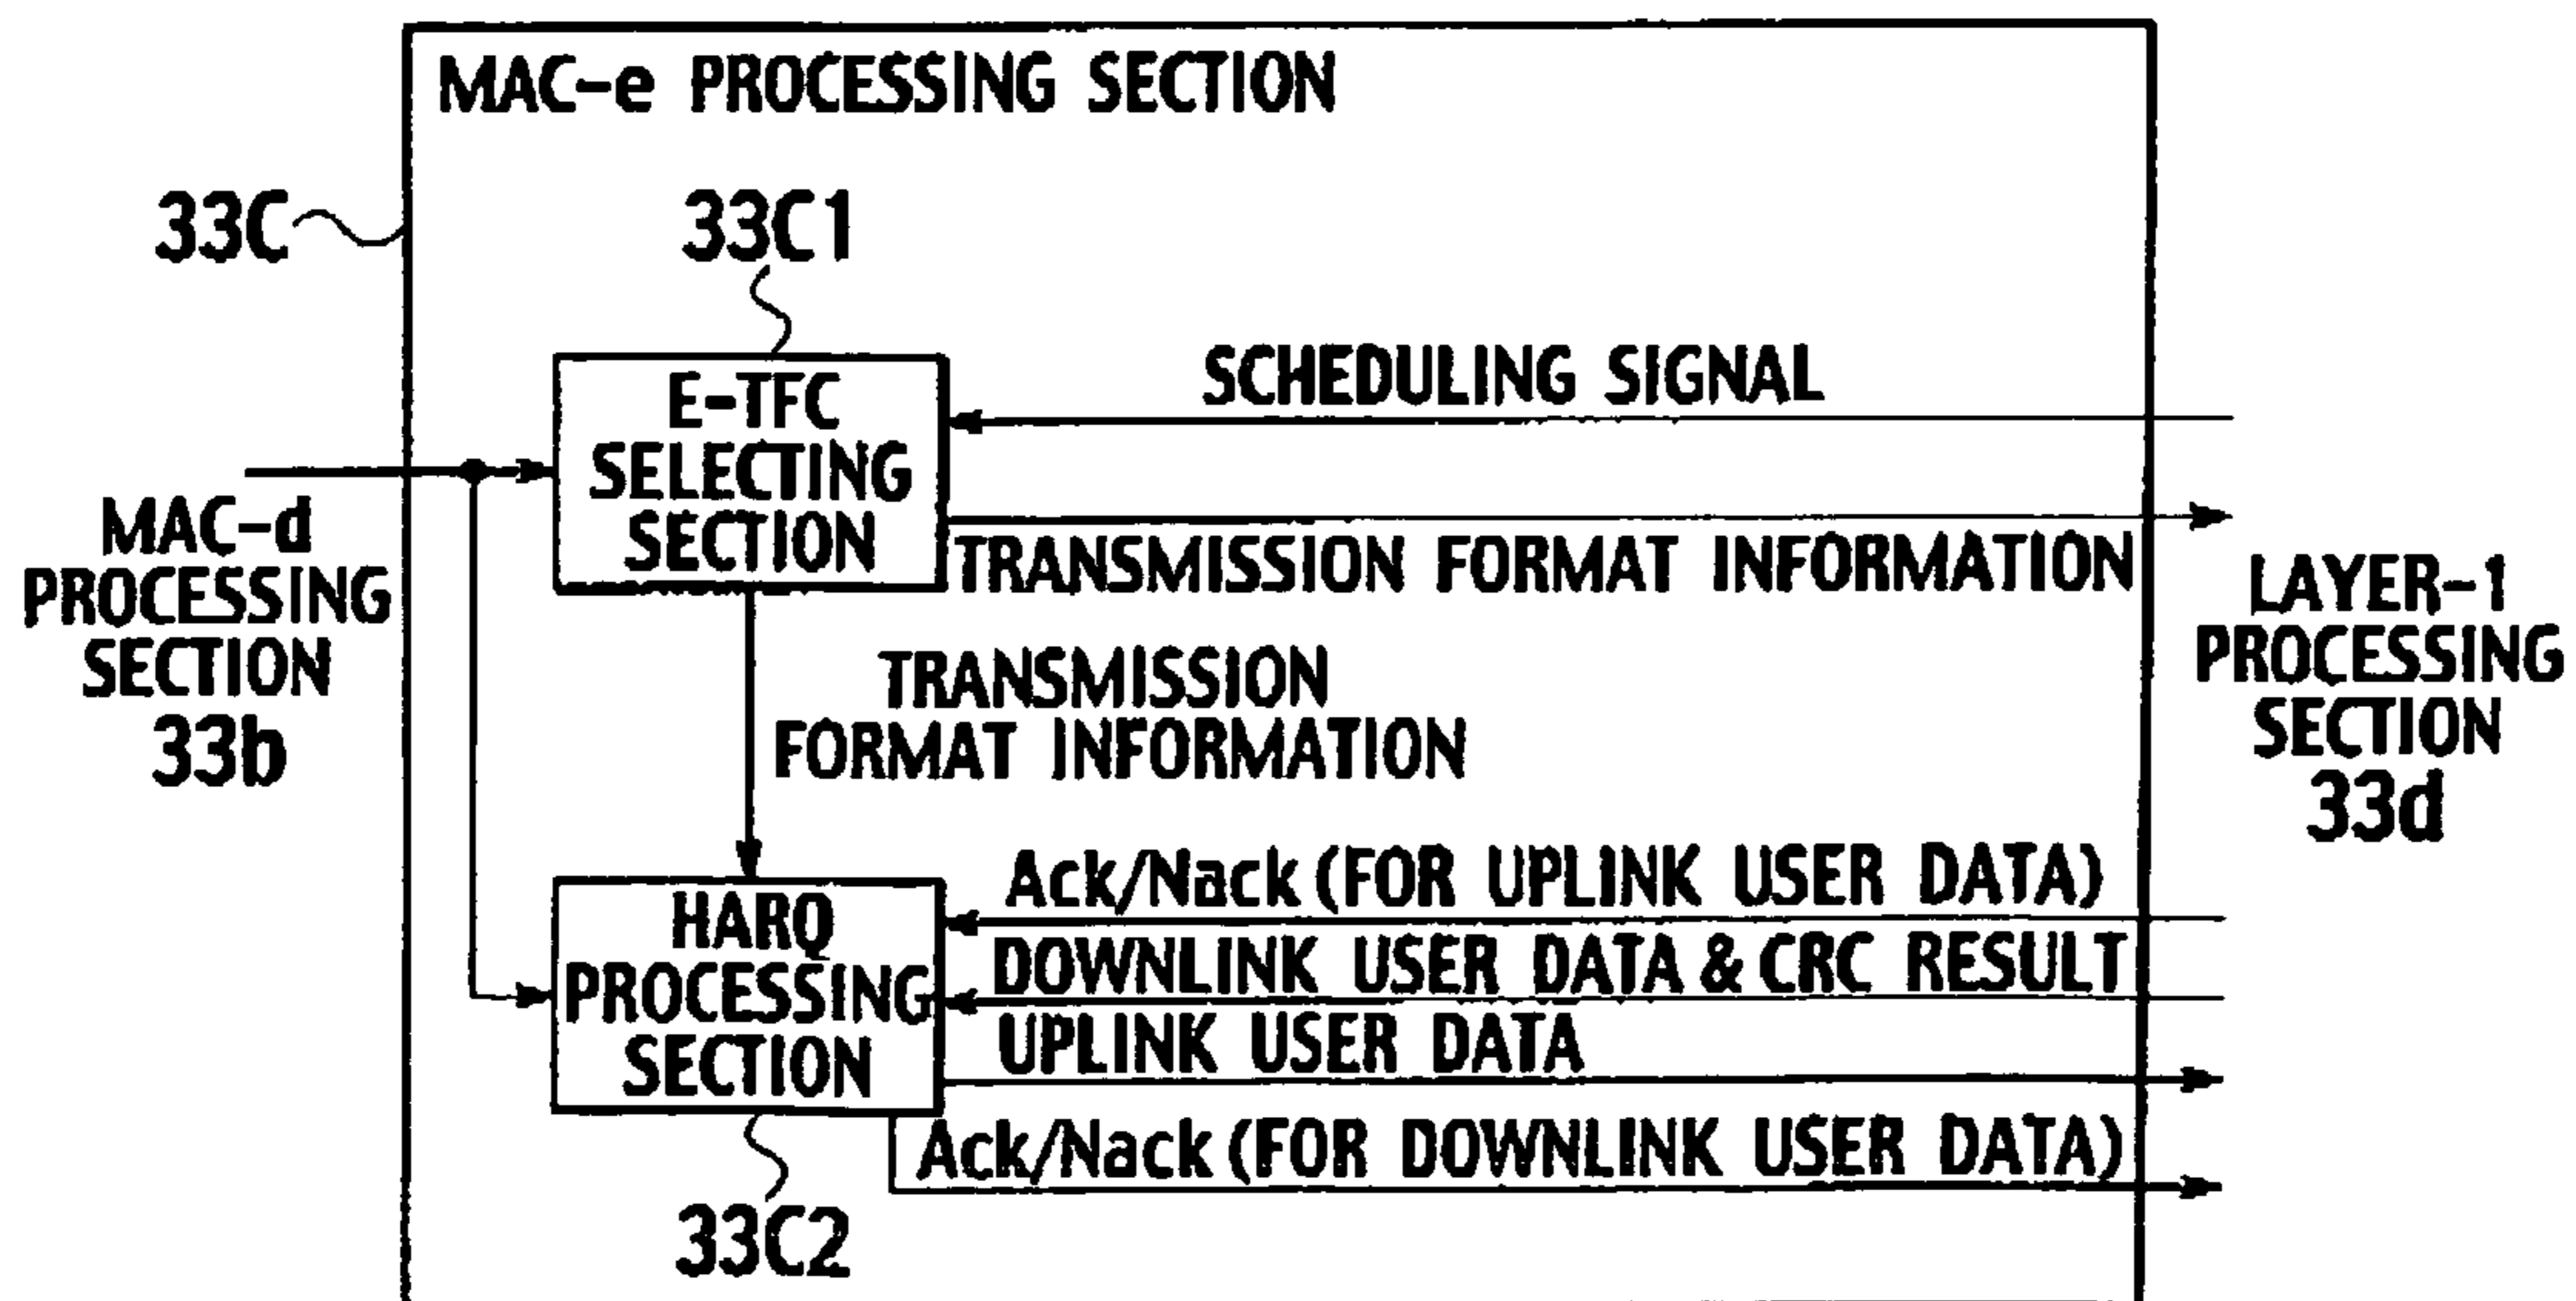 MAC-e PROCESSING SECTION
33C
33C1
E-TFC
SELECTING
SECTION
SCHEDULING SIGNAL
TRANSMISSION FORMAT INFORMATION
MAC-d
PROCESSING
SECTION
33b
LAYER-1
PROCESSING
SECTION
33d
TRANSMISSION
FORMAT INFORMATION
HARQ
PROCESSING
SECTION
Ack/Nack (FOR UPLINK USER DATA)
DOWNLINK USER DATA & CRC RESULT
UPLINK USER DATA
Ack/Nack (FOR DOWNLINK USER DATA)
33C2